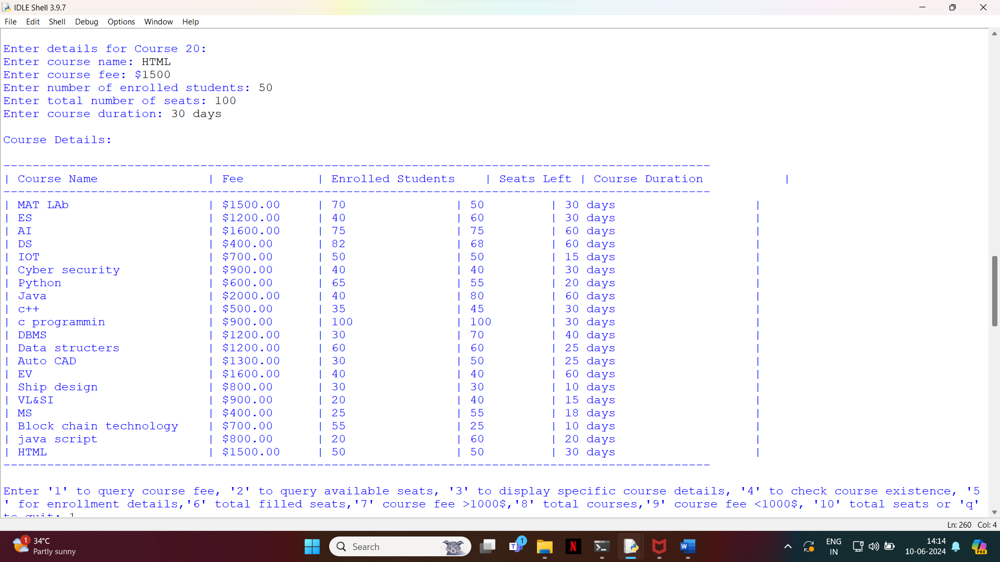 IDLE Shell 3.9.7
File Edit Shell Debug Options Window Help
Enter details for Course 20:
Enter course name: HTML
Enter course fee: $1500
Enter number of enrolled students: 50
Enter total number of seats: 100
Enter course duration: 30 days
Course Details:
-------------------------------------------------------------------------------------------------
| Course Name | Fee | Enrolled Students | Seats Left | Course Duration |
-------------------------------------------------------------------------------------------------
| MAT LAb | $1500.00 | 70 | 50 | 30 days |
| ES | $1200.00 | 40 | 60 | 30 days |
| AI | $1600.00 | 75 | 75 | 60 days |
| DS | $400.00 | 82 | 68 | 60 days |
| IOT | $700.00 | 50 | 50 | 15 days |
| Cyber security | $900.00 | 40 | 40 | 30 days |
| Python | $600.00 | 65 | 55 | 20 days |
| Java | $2000.00 | 40 | 80 | 60 days |
| c++ | $500.00 | 35 | 45 | 30 days |
| c programmin | $900.00 | 100 | 100 | 30 days |
| DBMS | $1200.00 | 30 | 70 | 40 days |
| Data structers | $1200.00 | 60 | 60 | 25 days |
| Auto CAD | $1300.00 | 30 | 50 | 25 days |
| EV | $1600.00 | 40 | 40 | 60 days |
| Ship design | $800.00 | 30 | 30 | 10 days |
| VL&SI | $900.00 | 20 | 40 | 15 days |
| MS | $400.00 | 25 | 55 | 18 days |
| Block chain technology | $700.00 | 55 | 25 | 10 days |
| java script | $800.00 | 20 | 60 | 20 days |
| HTML | $1500.00 | 50 | 50 | 30 days |
-------------------------------------------------------------------------------------------------
Enter '1' to query course fee, '2' to query available seats, '3' to display specific course details, '4' to check course existence, '5
' for enrollment details,'6' total filled seats,'7' course fee >1000$,'8' total courses,'9' course fee <1000$, '10' total seats or 'q'
to quit: 1
Ln: 260 Col: 4
1
34°C
Partly sunny
Search
1
T
N
W
ENG
IN
14:14
10-06-2024
PRE